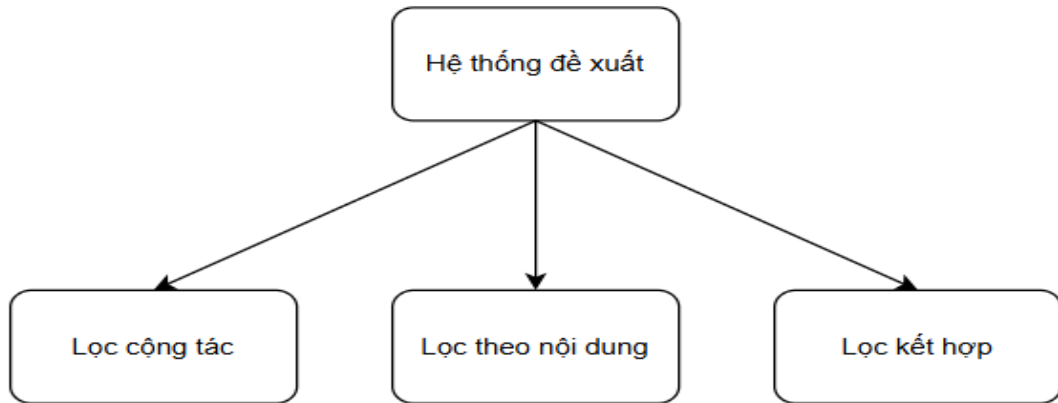 Hệ thống đề xuất
Lọc cộng tác
Lọc theo nội dung
Lọc kết hợp